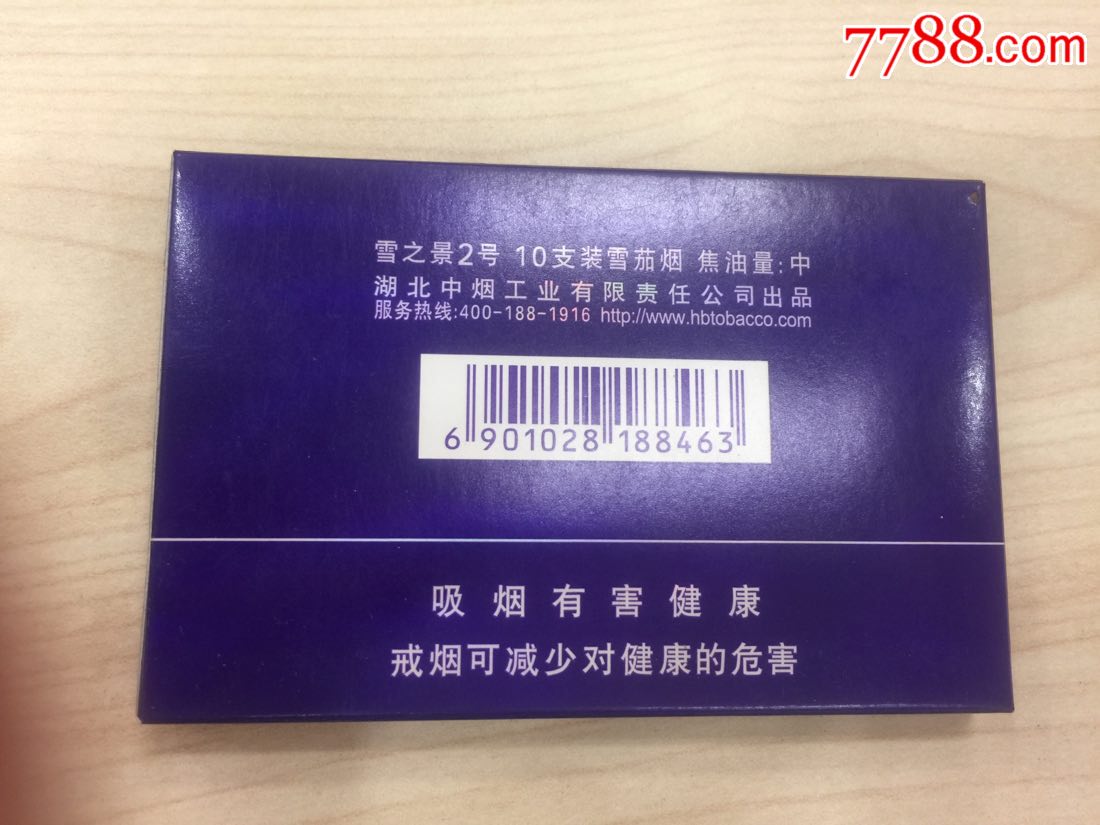 7788.com
雪之景2号 10支装雪茄烟 焦油量:中
湖北中烟工业有限责任公司出品
服务热线:400-188-1916 http://www.hbtobacco.com
6 901028 188463
吸烟有害健康
戒烟可减少对健康的危害